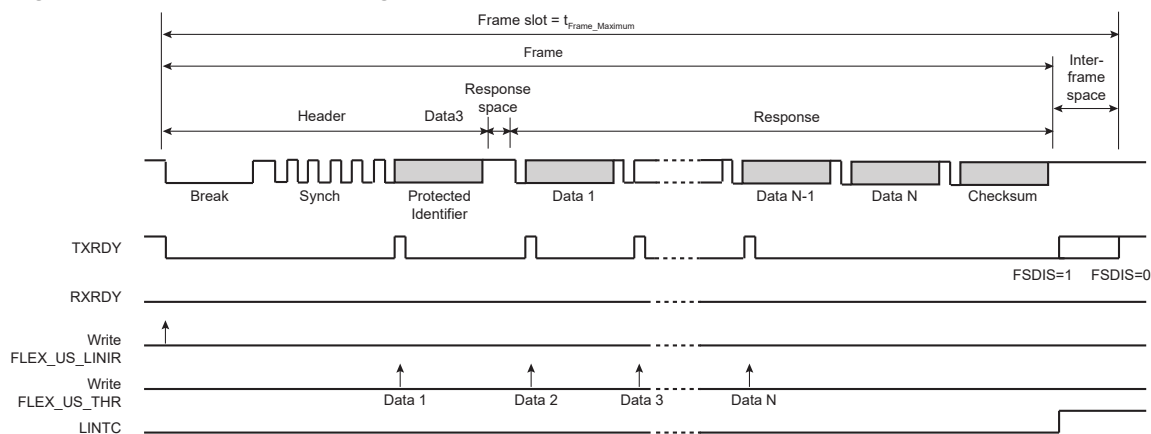 Frame slot = tFrame_Maximum
Frame
Inter-
frame
space
Response
space
Header
Data3
Response
Break
Synch
Protected
Identifier
Data 1
Data N-1
Data N
Checksum
TXRDY
FSDIS=1
FSDIS=0
RXRDY
Write
FLEX_US_LINIR
Write
FLEX_US_THR
Data 1
Data 2
Data 3
Data N
LINTC